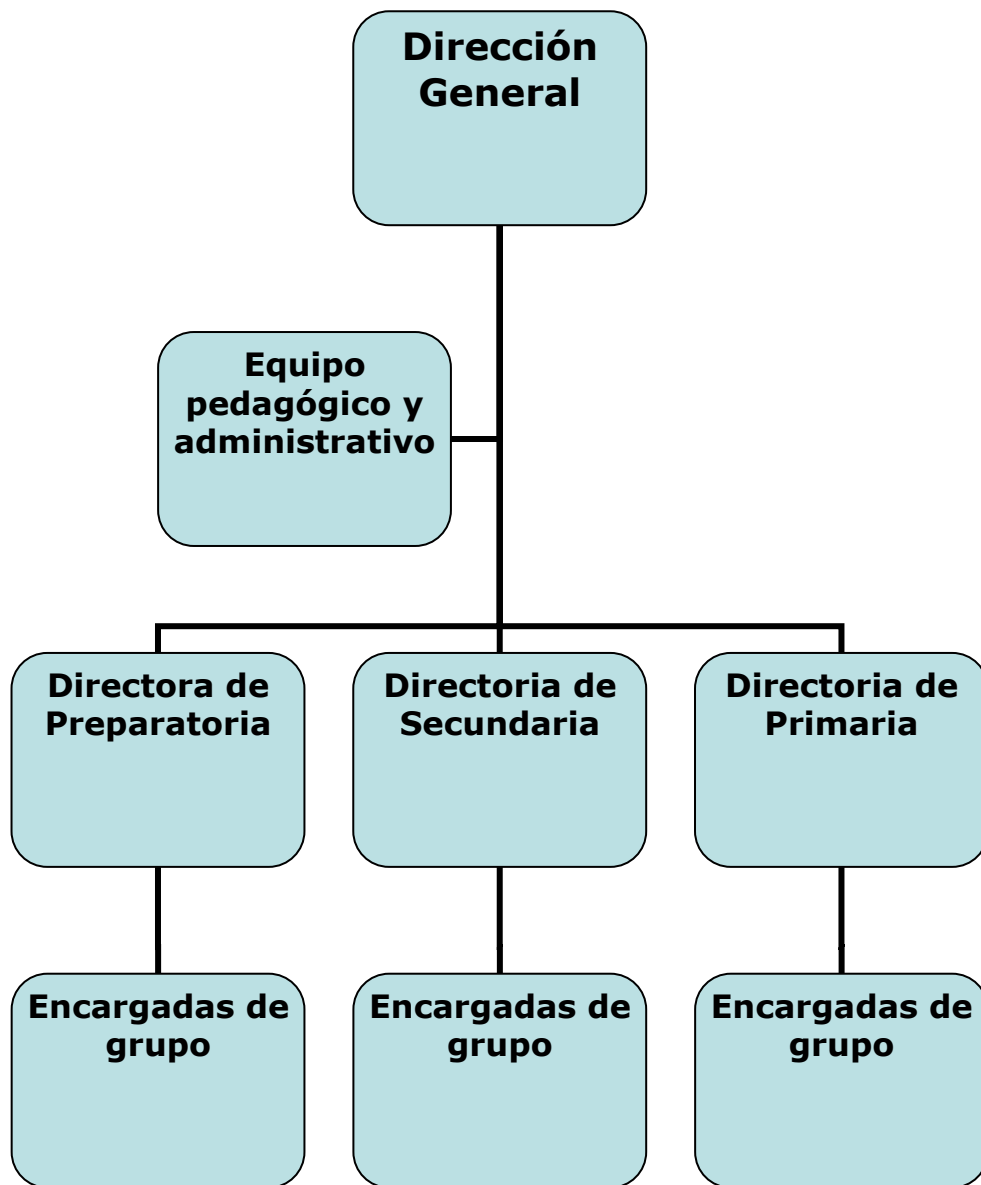 Dirección
General
Equipo
pedagógico y
administrativo
Directora de
Preparatoria
Directoria de
Secundaria
Directoria de
Primaria
Encargadas de
grupo
Encargadas de
grupo
Encargadas de
grupo